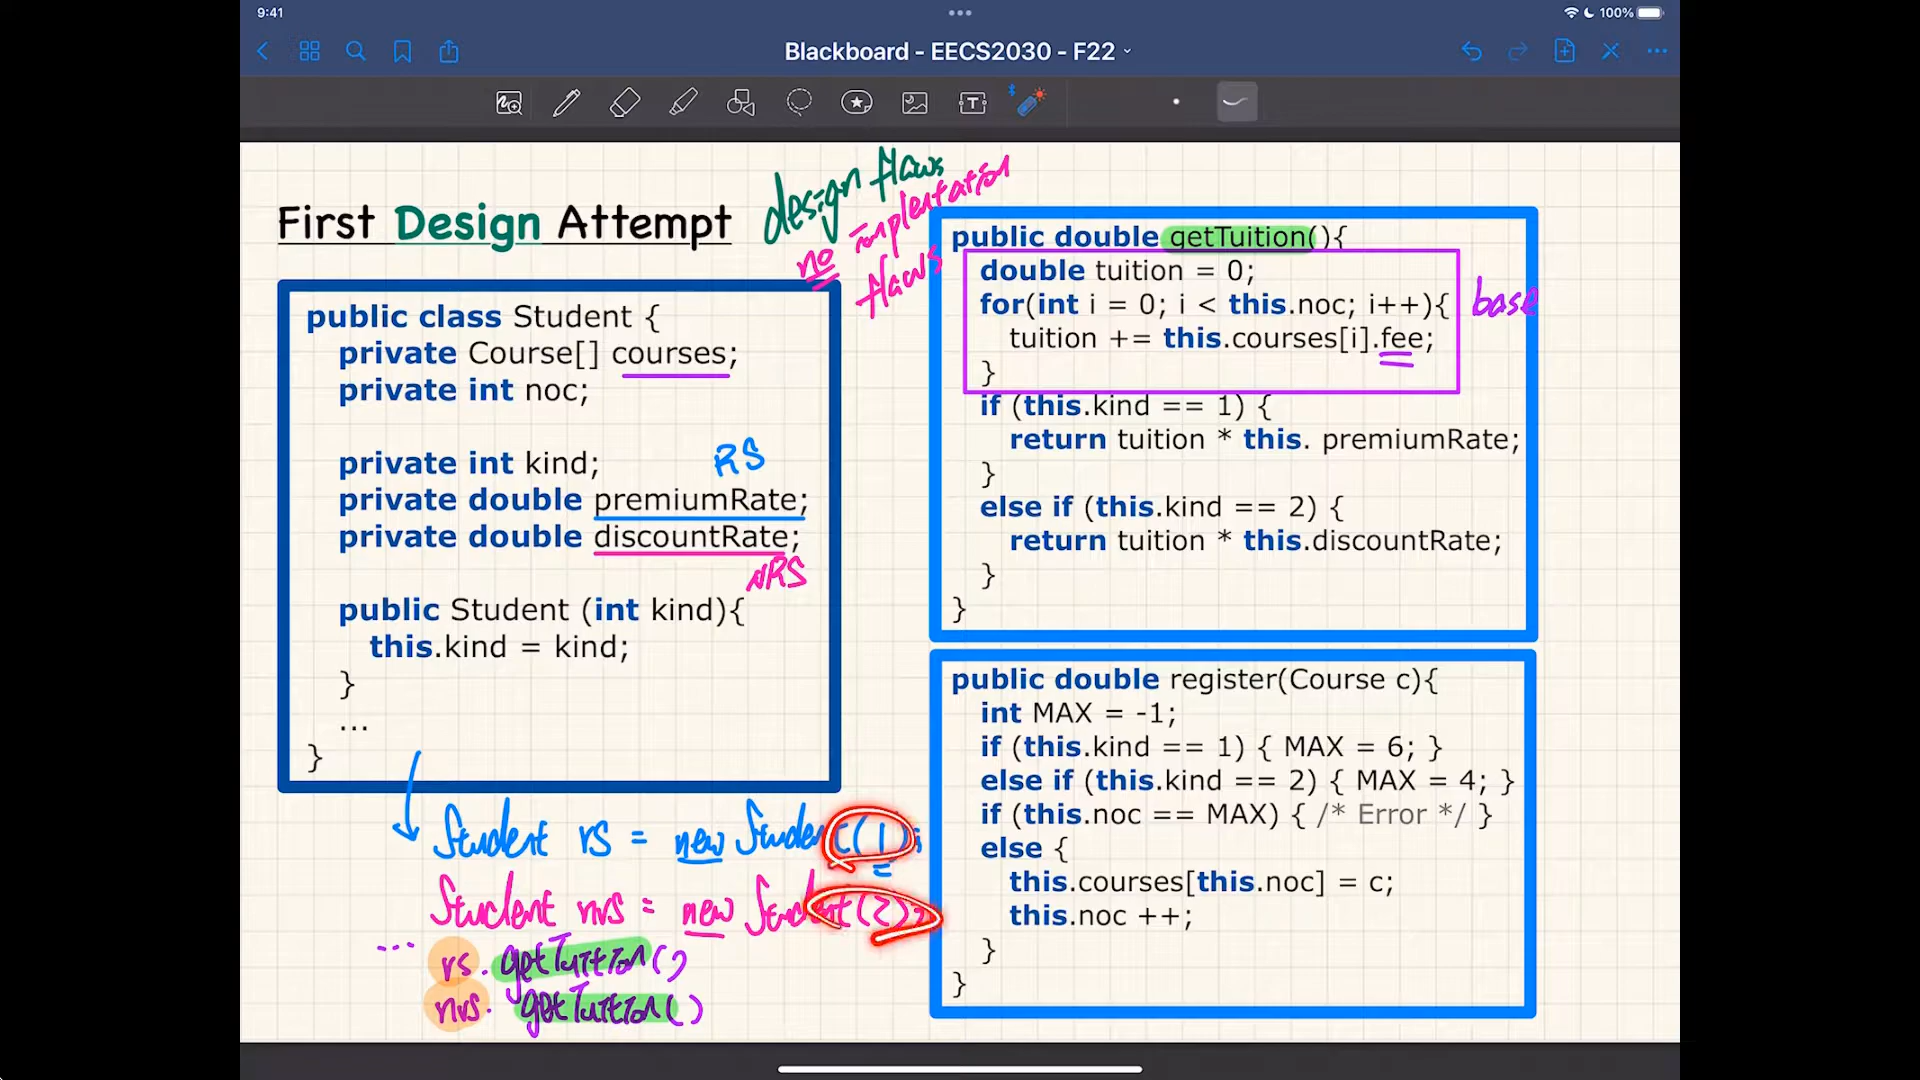 9:41
100%
Blackboard - EECS2030 - F22
First Design Attempt
design flaws
no implentation
flaws
public class Student {
private Course[] courses;
private int noc;
private int kind;
RS
private double premiumRate;
private double discountRate;
NRS
public Student (int kind){
this.kind = kind;
}
...
}
Student rs = new Student(1);
Student nrs = new Student(2);
...
rs. getTuition()
nrs. getTuition()
public double getTuition(){
double tuition = 0;
for(int i = 0; i < this.noc; i++){
base
tuition += this.courses[i].fee;
}
if (this.kind == 1) {
return tuition * this. premiumRate;
}
else if (this.kind == 2) {
return tuition * this.discountRate;
}
}
public double register(Course c){
int MAX = -1;
if (this.kind == 1) { MAX = 6; }
else if (this.kind == 2) { MAX = 4; }
if (this.noc == MAX) { /* Error */ }
else {
this.courses[this.noc] = c;
this.noc ++;
}
}